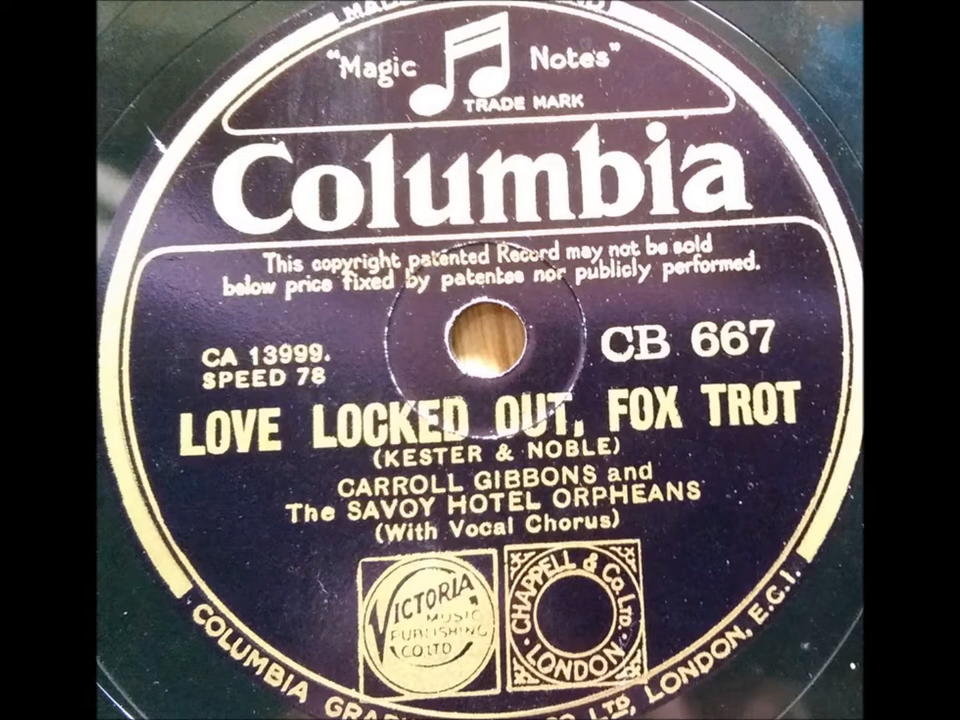 "Magic Notes"
TRADE MARK
Columbia
This copyright patented Record may not be sold
below price fixed by patentee nor publicly performed.
CA 13999.
SPEED 78
CB 667
LOVE LOCKED OUT, FOX TROT
(KESTER & NOBLE)
CARROLL GIBBONS and
The SAVOY HOTEL ORPHEANS
(With Vocal Chorus)
VICTORIA
MUSIC
PUBLISHING
CO LTD
CHAPPELL & Co. LTD
· LONDON ·
COLUMBIA LTD, LONDON, E.C.1.